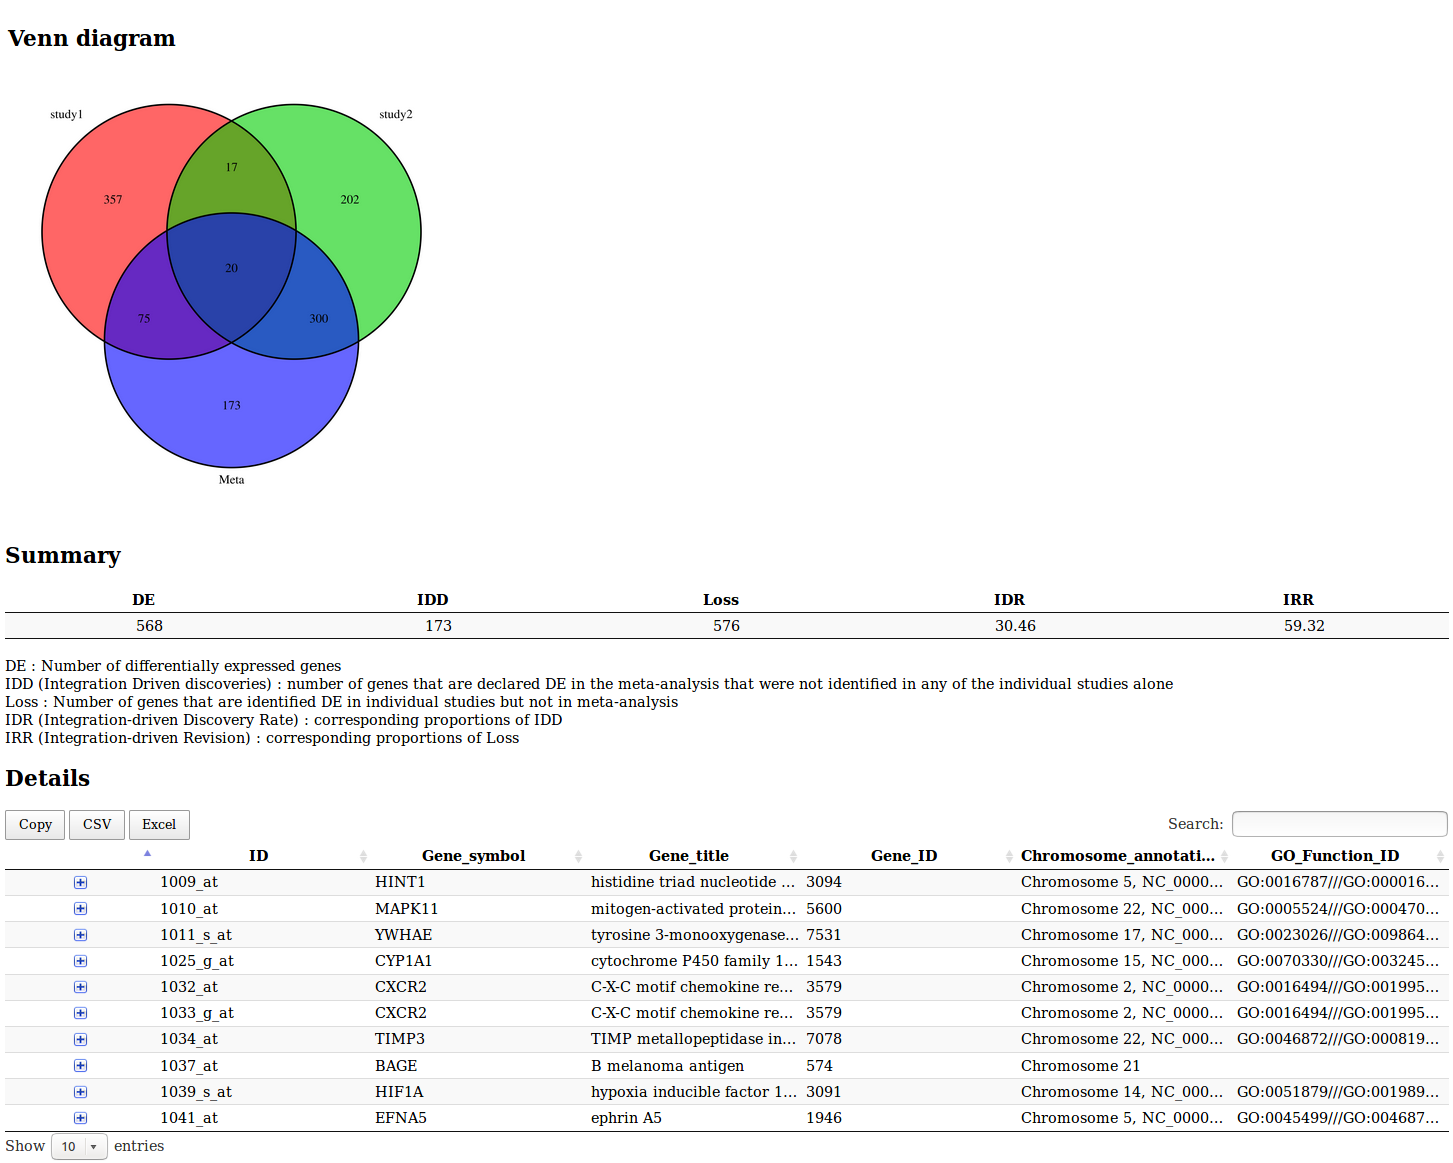 Venn diagram
study1
study2
17
357
202
20
75
300
173
Meta
Summary
DE IDD Loss IDR IRR
568 173 576 30.46 59.32
DE : Number of differentially expressed genes
IDD (Integration Driven discoveries) : number of genes that are declared DE in the meta-analysis that were not identified in any of the individual studies alone
Loss : Number of genes that are identified DE in individual studies but not in meta-analysis
IDR (Integration-driven Discovery Rate) : corresponding proportions of IDD
IRR (Integration-driven Revision) : corresponding proportions of Loss
Details
Copy CSV Excel Search:
ID Gene_symbol Gene_title Gene_ID Chromosome_annotati... GO_Function_ID
1009_at HINT1 histidine triad nucleotide ... 3094 Chromosome 5, NC_0000... GO:0016787///GO:000016...
1010_at MAPK11 mitogen-activated protein... 5600 Chromosome 22, NC_000... GO:0005524///GO:000470...
1011_s_at YWHAE tyrosine 3-monooxygenase... 7531 Chromosome 17, NC_000... GO:0023026///GO:009864...
1025_g_at CYP1A1 cytochrome P450 family 1... 1543 Chromosome 15, NC_000... GO:0070330///GO:003245...
1032_at CXCR2 C-X-C motif chemokine re... 3579 Chromosome 2, NC_0000... GO:0016494///GO:001995...
1033_g_at CXCR2 C-X-C motif chemokine re... 3579 Chromosome 2, NC_0000... GO:0016494///GO:001995...
1034_at TIMP3 TIMP metallopeptidase in... 7078 Chromosome 22, NC_000... GO:0046872///GO:000819...
1037_at BAGE B melanoma antigen 574 Chromosome 21
1039_s_at HIF1A hypoxia inducible factor 1... 3091 Chromosome 14, NC_000... GO:0051879///GO:001989...
1041_at EFNA5 ephrin A5 1946 Chromosome 5, NC_0000... GO:0045499///GO:004687...
Show 10 entries